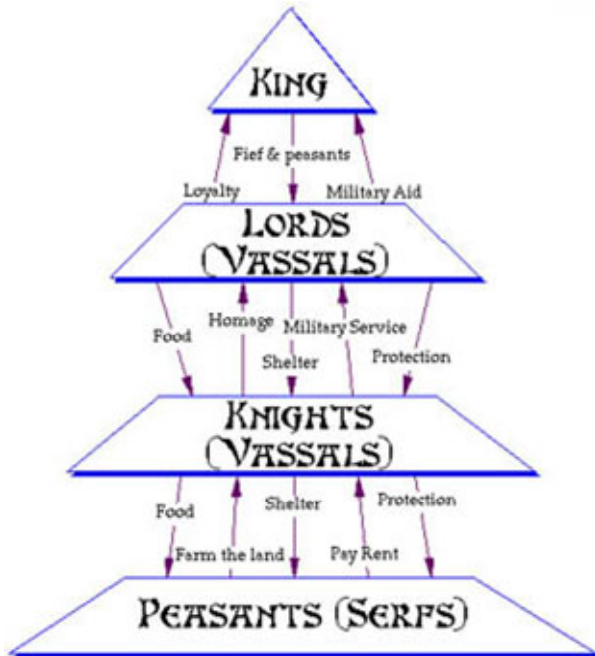 KING
Fief & peasants
Loyalty
Military Aid
LORDS
(VASSALS)
Homage
Military Service
Food
Shelter
Protection
KNIGHTS
(VASSALS)
Shelter
Protection
Food
Farm the land
Pay Rent
PEASANTS (SERFS)